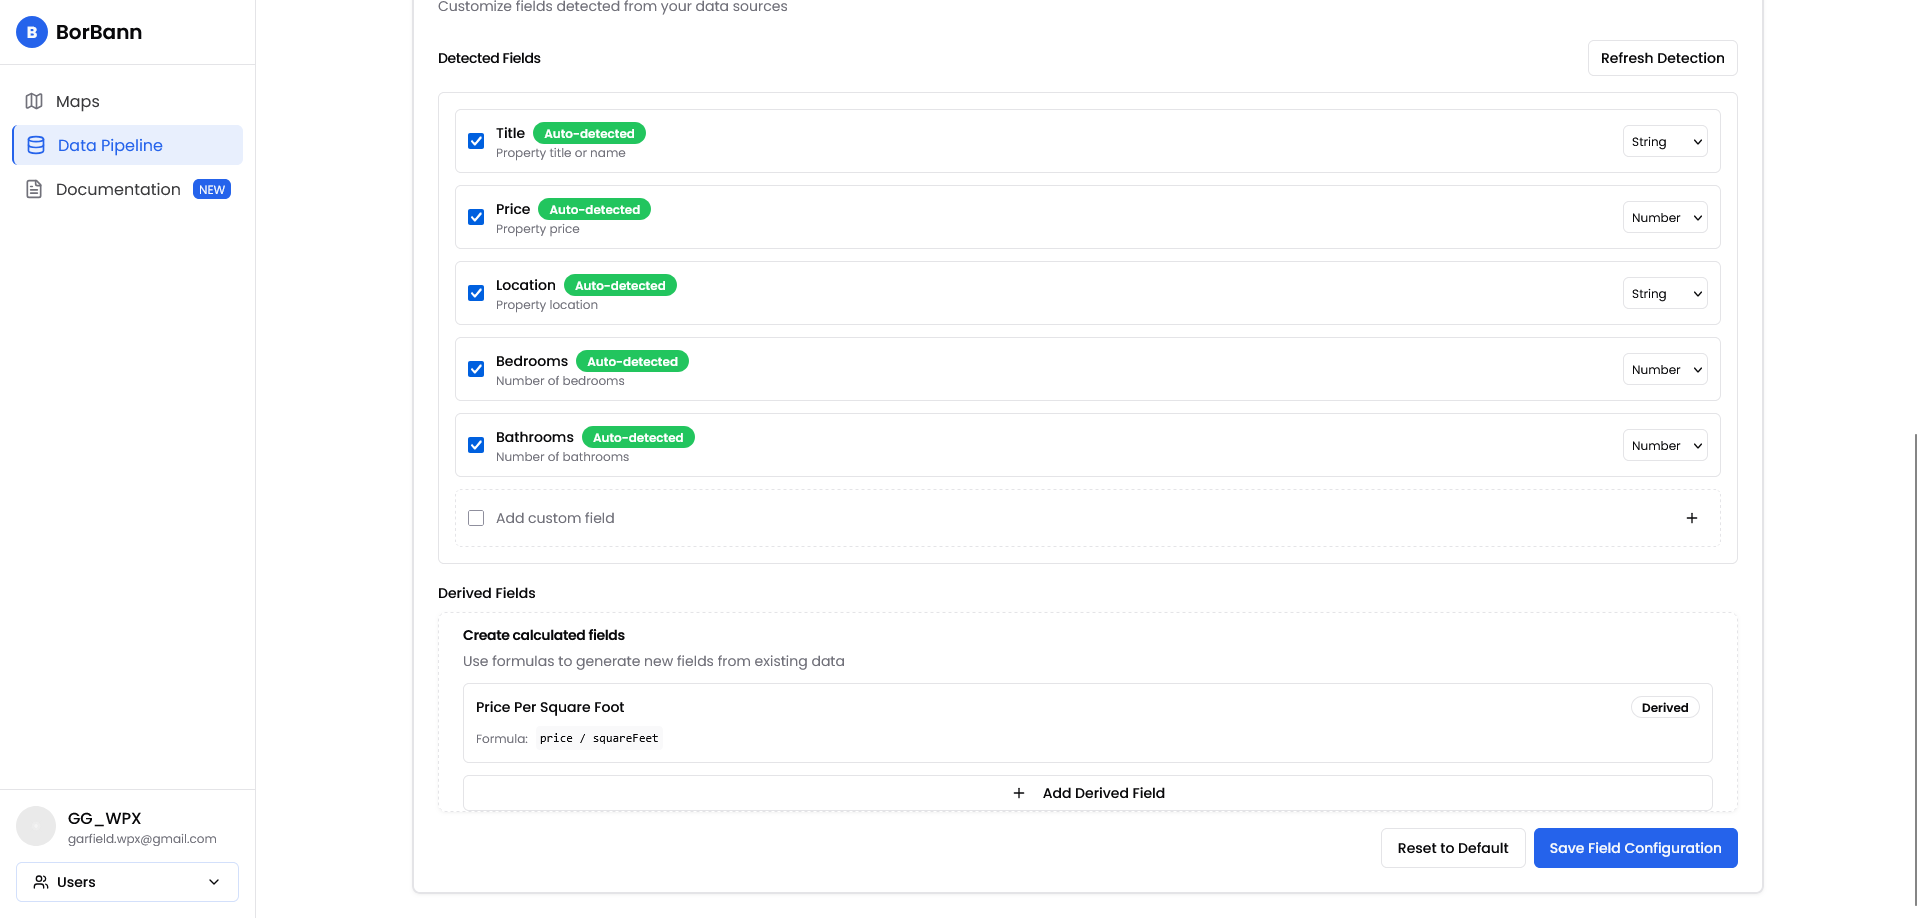 B BorBann
Maps
Data Pipeline
Documentation NEW
GG_WPX
garfield.wpx@gmail.com
Users
Customize fields detected from your data sources
Detected Fields
Refresh Detection
Title Auto-detected
Property title or name
String
Price Auto-detected
Property price
Number
Location Auto-detected
Property location
String
Bedrooms Auto-detected
Number of bedrooms
Number
Bathrooms Auto-detected
Number of bathrooms
Number
Add custom field
Derived Fields
Create calculated fields
Use formulas to generate new fields from existing data
Price Per Square Foot
Derived
Formula: price / squareFeet
Add Derived Field
Reset to Default
Save Field Configuration